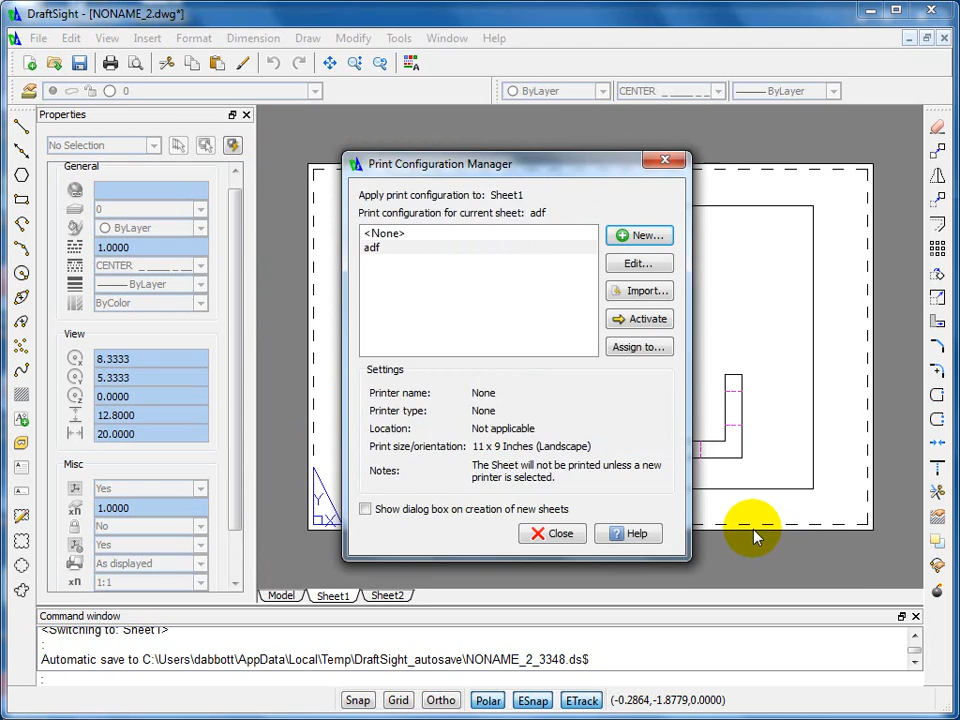 DraftSight - [NONAME_2.dwg*]
File Edit View Insert Format Dimension Draw Modify Tools Window Help
0 ByLayer CENTER ByLayer
Properties
No Selection
General
0
ByLayer
1.0000
CENTER
ByLayer
ByColor
View
8.3333
5.3333
0.0000
12.8000
20.0000
Misc
Yes
1.0000
No
Yes
As displayed
1:1
Print Configuration Manager
Apply print configuration to: Sheet1
Print configuration for current sheet: adf
<None>
adf
New...
Edit...
Import...
Activate
Assign to...
Settings
Printer name: None
Printer type: None
Location: Not applicable
Print size/orientation: 11 x 9 Inches (Landscape)
Notes: The Sheet will not be printed unless a new
printer is selected.
Show dialog box on creation of new sheets
Close Help
Y
X
Model Sheet1 Sheet2
Command window
<Switching to: Sheet1>
:
Automatic save to C:\Users\dabbott\AppData\Local\Temp\DraftSight_autosave\NONAME_2_3348.ds$
:
Snap Grid Ortho Polar ESnap ETrack (-0.2864,-1.8779,0.0000)